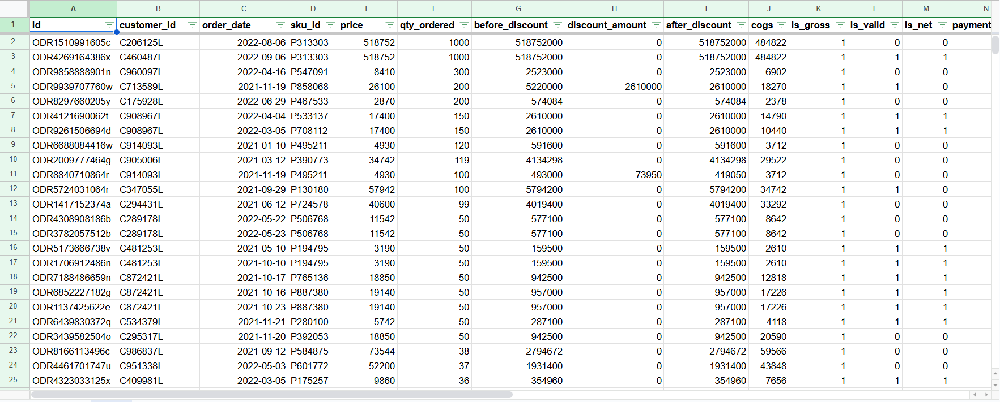 A B C D E F G H I J K L M N
1 id customer_id order_date sku_id price qty_ordered before_discount discount_amount after_discount cogs is_gross is_valid is_net payment
2 ODR1510991605c C206125L 2022-08-06 P313303 518752 1000 518752000 0 518752000 484822 1 0 0
3 ODR4269164386x C460487L 2022-09-06 P313303 518752 1000 518752000 0 518752000 484822 1 1 1
4 ODR9858888901n C960097L 2022-04-16 P547091 8410 300 2523000 0 2523000 6902 1 0 0
5 ODR9939707760w C713589L 2021-11-19 P858068 26100 200 5220000 2610000 2610000 18270 1 1 0
6 ODR8297660205y C175928L 2022-06-29 P467533 2870 200 574084 0 574084 2378 1 0 0
7 ODR4121690062t C908967L 2022-04-04 P533137 17400 150 2610000 0 2610000 14790 1 1 1
8 ODR9261506694d C908967L 2022-03-05 P708112 17400 150 2610000 0 2610000 10440 1 1 1
9 ODR6688084416w C914093L 2021-01-10 P495211 4930 120 591600 0 591600 3712 1 0 0
10 ODR2009777464g C905006L 2021-03-12 P390773 34742 119 4134298 0 4134298 29522 1 0 0
11 ODR8840710864r C914093L 2021-11-19 P495211 4930 100 493000 73950 419050 3712 1 0 0
12 ODR5724031064r C347055L 2021-09-29 P130180 57942 100 5794200 0 5794200 34742 1 1 0
13 ODR1417152374a C294431L 2021-06-12 P724578 40600 99 4019400 0 4019400 33292 1 0 0
14 ODR4308908186b C289178L 2022-05-22 P506768 11542 50 577100 0 577100 8642 1 0 0
15 ODR3782057512b C289178L 2022-05-23 P506768 11542 50 577100 0 577100 8642 1 0 0
16 ODR5173666738v C481253L 2021-05-10 P194795 3190 50 159500 0 159500 2610 1 1 1
17 ODR1706912486n C481253L 2021-10-10 P194795 3190 50 159500 0 159500 2610 1 1 1
18 ODR7188486659n C872421L 2021-10-17 P765136 18850 50 942500 0 942500 12818 1 1 1
19 ODR6852227182g C872421L 2021-10-16 P887380 19140 50 957000 0 957000 17226 1 1 1
20 ODR1137425622e C872421L 2021-10-23 P887380 19140 50 957000 0 957000 17226 1 1 1
21 ODR6439830372q C534379L 2021-11-21 P280100 5742 50 287100 0 287100 4118 1 1 1
22 ODR3439582504o C295317L 2021-11-20 P392053 18850 50 942500 0 942500 20590 1 0 0
23 ODR8166113496c C986837L 2021-09-12 P584875 73544 38 2794672 0 2794672 59566 1 0 0
24 ODR4461701747u C951338L 2022-05-03 P601772 52200 37 1931400 0 1931400 43848 1 0 0
25 ODR4323033125x C409981L 2022-03-05 P175257 9860 36 354960 0 354960 7656 1 1 1